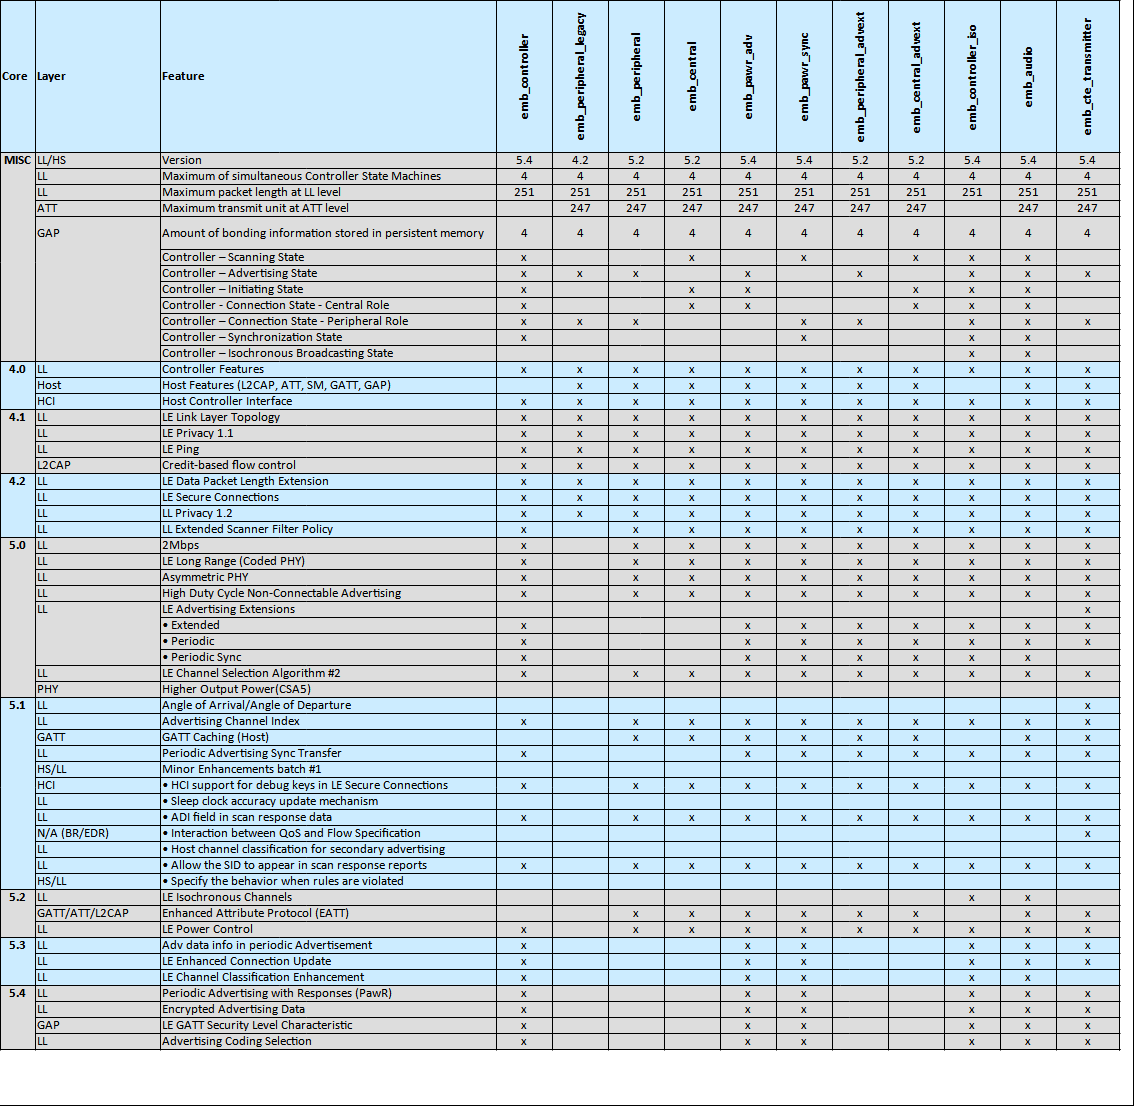 Core Layer Feature emb_controller emb_peripheral_legacy emb_peripheral emb_central emb_pawr_adv emb_pawr_sync emb_peripheral_advext emb_central_advext emb_controller_iso emb_audio emb_cte_transmitter
MISC LL/HS Version 5.4 4.2 5.2 5.2 5.4 5.4 5.2 5.2 5.4 5.4 5.4
LL Maximum of simultaneous Controller State Machines 4 4 4 4 4 4 4 4 4 4 4
LL Maximum packet length at LL level 251 251 251 251 251 251 251 251 251 251 251
ATT Maximum transmit unit at ATT level 247 247 247 247 247 247 247 247 247
GAP Amount of bonding information stored in persistent memory 4 4 4 4 4 4 4 4 4 4 4
Controller – Scanning State x x x x x x
Controller – Advertising State x x x x x x x x
Controller – Initiating State x x x x x x
Controller - Connection State - Central Role x x x x x x
Controller – Connection State - Peripheral Role x x x x x x x x
Controller – Synchronization State x x x x
Controller – Isochronous Broadcasting State x x
4.0 LL Controller Features x x x x x x x x x x x
Host Host Features (L2CAP, ATT, SM, GATT, GAP) x x x x x x x x x
HCI Host Controller Interface x x x x x x x x x x x
4.1 LL LE Link Layer Topology x x x x x x x x x x x
LL LE Privacy 1.1 x x x x x x x x x x x
LL LE Ping x x x x x x x x x x x
L2CAP Credit-based flow control x x x x x x x x x x x
4.2 LL LE Data Packet Length Extension x x x x x x x x x x x
LL LE Secure Connections x x x x x x x x x x x
LL LL Privacy 1.2 x x x x x x x x x x x
LL LL Extended Scanner Filter Policy x x x x x x x x x x
5.0 LL 2Mbps x x x x x x x x x x
LL LE Long Range (Coded PHY) x x x x x x x x x x
LL Asymmetric PHY x x x x x x x x x x
LL High Duty Cycle Non-Connectable Advertising x x x x x x x x x x
LL LE Advertising Extensions x
• Extended x x x x x x x x
• Periodic x x x x x x x x
• Periodic Sync x x x x x x x
LL LE Channel Selection Algorithm #2 x x x x x x x x x x
PHY Higher Output Power(CSA5)
5.1 LL Angle of Arrival/Angle of Departure x
LL Advertising Channel Index x x x x x x x x x x
GATT GATT Caching (Host) x x x x x x x x
LL Periodic Advertising Sync Transfer x x x x x x x x
HS/LL Minor Enhancements batch #1
HCI • HCI support for debug keys in LE Secure Connections x x x x x x x x x x
LL • Sleep clock accuracy update mechanism
LL • ADI field in scan response data x x x x x x x x x x
N/A (BR/EDR) • Interaction between QoS and Flow Specification x
LL • Host channel classification for secondary advertising
LL • Allow the SID to appear in scan response reports x x x x x x x x x x
HS/LL • Specify the behavior when rules are violated
5.2 LL LE Isochronous Channels x x
GATT/ATT/L2CAP Enhanced Attribute Protocol (EATT) x x x x x x x x
LL LE Power Control x x x x x x x x x x
5.3 LL Adv data info in periodic Advertisement x x x x x x
LL LE Enhanced Connection Update x x x x x x
LL LE Channel Classification Enhancement x x x x x
5.4 LL Periodic Advertising with Responses (PawR) x x x x x x
LL Encrypted Advertising Data x x x x x x
GAP LE GATT Security Level Characteristic x x x x x x
LL Advertising Coding Selection x x x x x x